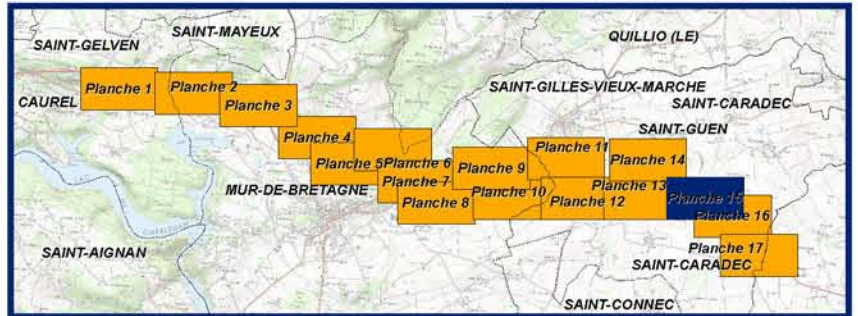 SAINT-GELVEN
SAINT-MAYEUX
QUILLIO (LE)
CAUREL
Planche 1
Planche 2
Planche 3
SAINT-GILLES-VIEUX-MARCHE
SAINT-CARADEC
SAINT-GUEN
Planche 4
Planche 5
Planche 6
Planche 7
Planche 8
Planche 9
Planche 10
Planche 11
Planche 12
Planche 13
Planche 14
Planche 15
Planche 16
Planche 17
MUR-DE-BRETAGNE
SAINT-AIGNAN
SAINT-CARADEC
SAINT-CONNEC